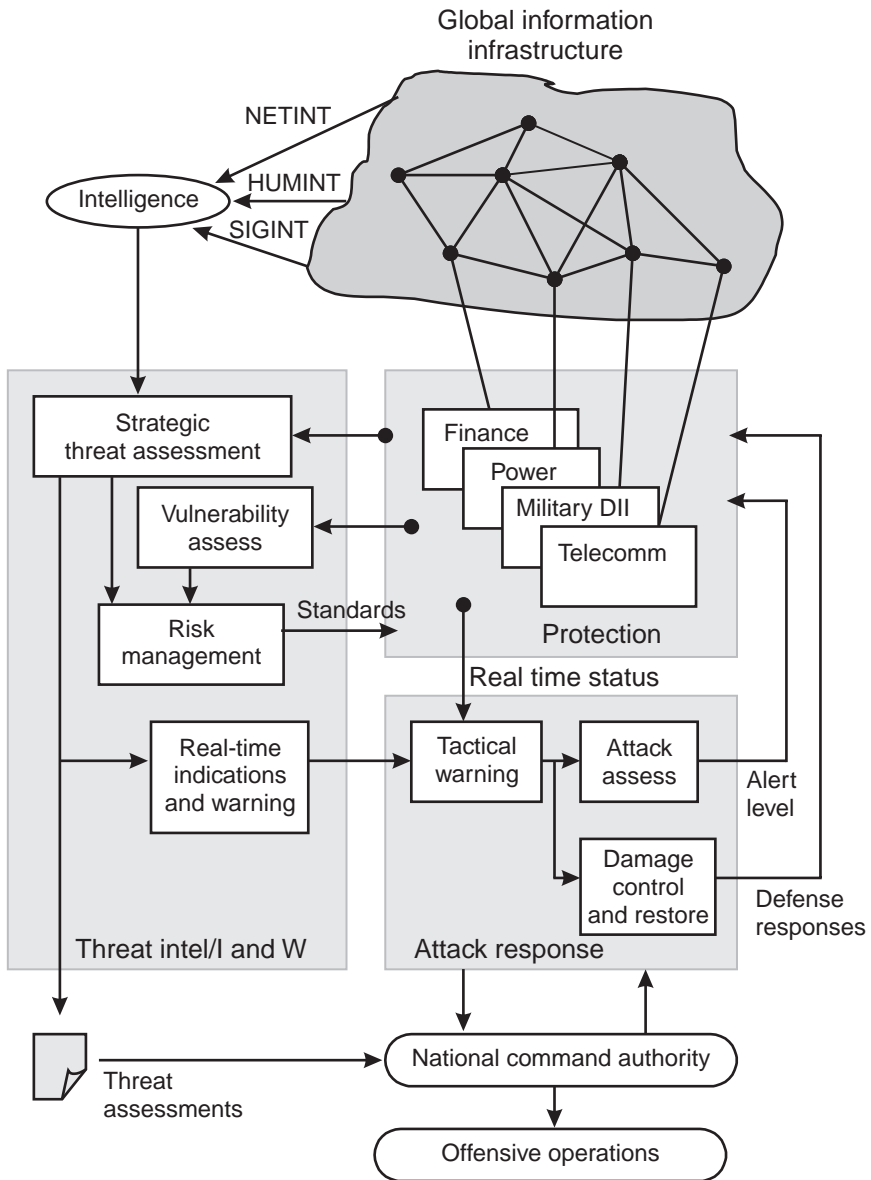 Global information
infrastructure
NETINT
HUMINT
Intelligence
SIGINT
Strategic
threat assessment
Finance
Power
Vulnerability
assess
Military DII
Telecomm
Standards
Risk
management
Protection
Real time status
Real-time
indications
and warning
Tactical
warning
Attack
assess
Alert
level
Damage
control
and restore
Defense
responses
Threat intel/I and W
Attack response
National command authority
Threat
assessments
Offensive operations